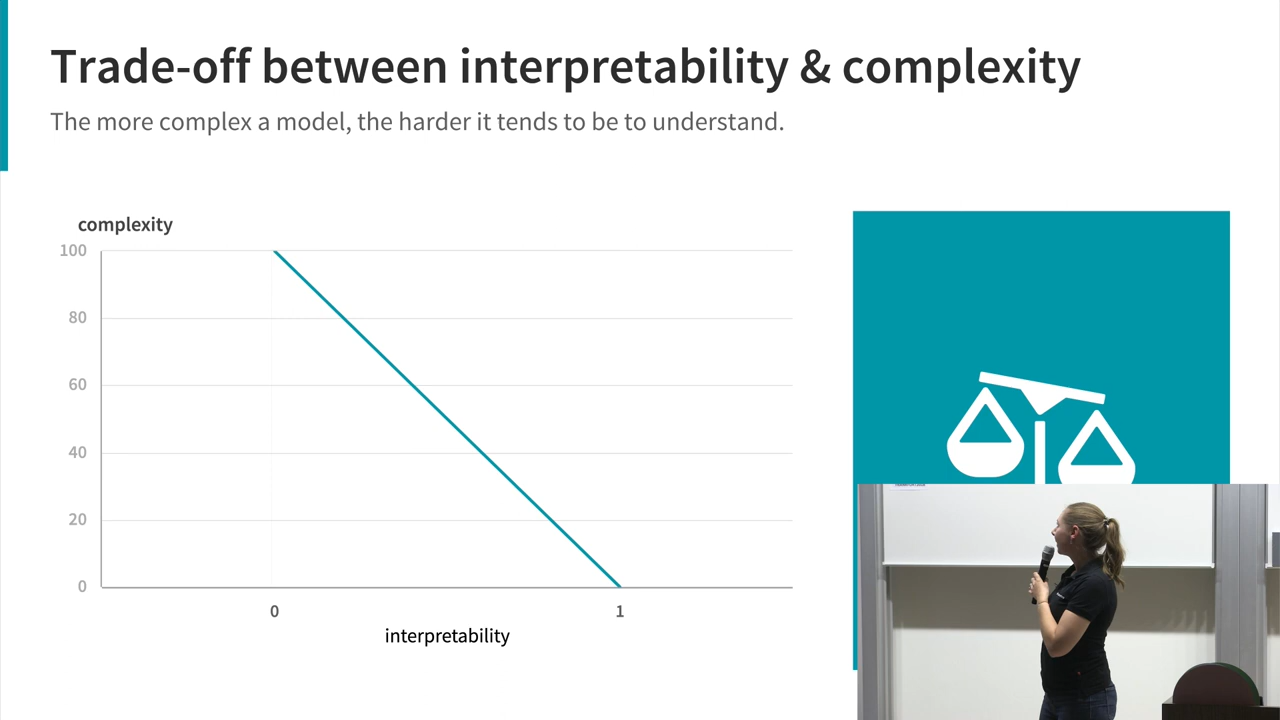 Trade-off between interpretability & complexity
The more complex a model, the harder it tends to be to understand.
complexity
100
80
60
40
20
0
0 1
interpretability